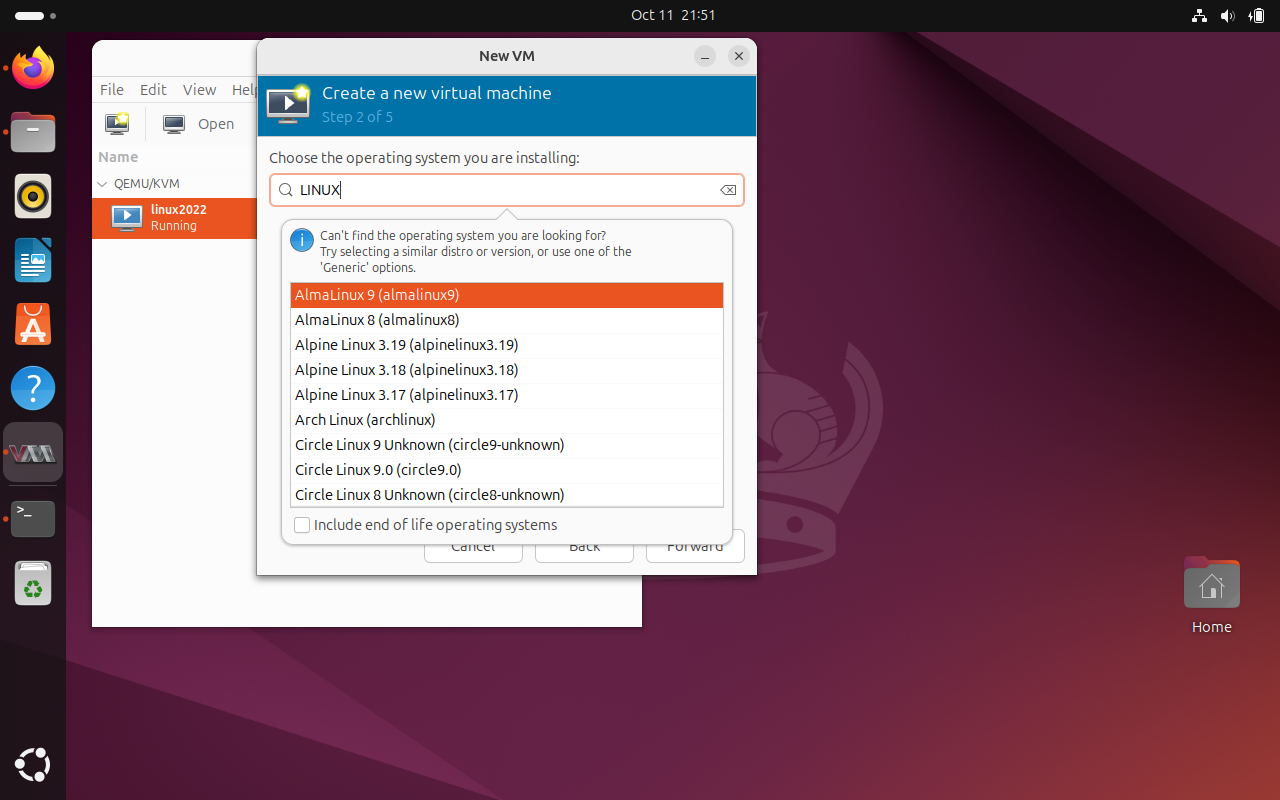 Oct 11 21:51
New VM
Create a new virtual machine
Step 2 of 5
File Edit View Help
Open
Name
QEMU/KVM
linux2022
Running
Choose the operating system you are installing:
LINUX
Can't find the operating system you are looking for?
Try selecting a similar distro or version, or use one of the
'Generic' options.
AlmaLinux 9 (almalinux9)
AlmaLinux 8 (almalinux8)
Alpine Linux 3.19 (alpinelinux3.19)
Alpine Linux 3.18 (alpinelinux3.18)
Alpine Linux 3.17 (alpinelinux3.17)
Arch Linux (archlinux)
Circle Linux 9 Unknown (circle9-unknown)
Circle Linux 9.0 (circle9.0)
Circle Linux 8 Unknown (circle8-unknown)
Include end of life operating systems
Cancel Back Forward
Home